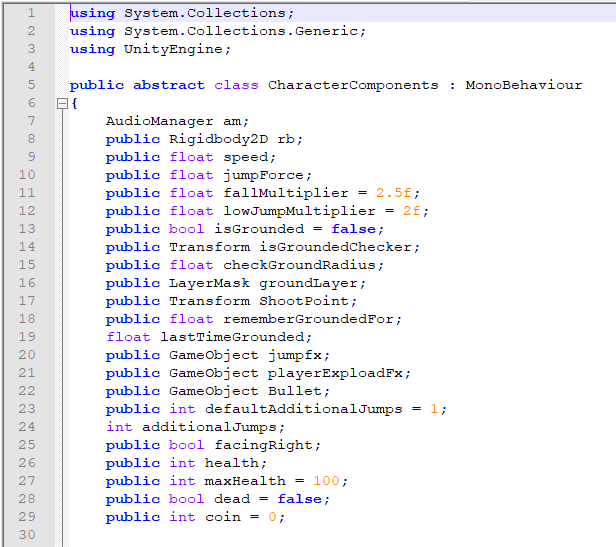 1 using System.Collections;
2 using System.Collections.Generic;
3 using UnityEngine;
4
5 public abstract class CharacterComponents : MonoBehaviour
6 {
7 AudioManager am;
8 public Rigidbody2D rb;
9 public float speed;
10 public float jumpForce;
11 public float fallMultiplier = 2.5f;
12 public float lowJumpMultiplier = 2f;
13 public bool isGrounded = false;
14 public Transform isGroundedChecker;
15 public float checkGroundRadius;
16 public LayerMask groundLayer;
17 public Transform ShootPoint;
18 public float rememberGroundedFor;
19 float lastTimeGrounded;
20 public GameObject jumpfx;
21 public GameObject playerExploadFx;
22 public GameObject Bullet;
23 public int defaultAdditionalJumps = 1;
24 int additionalJumps;
25 public bool facingRight;
26 public int health;
27 public int maxHealth = 100;
28 public bool dead = false;
29 public int coin = 0;
30